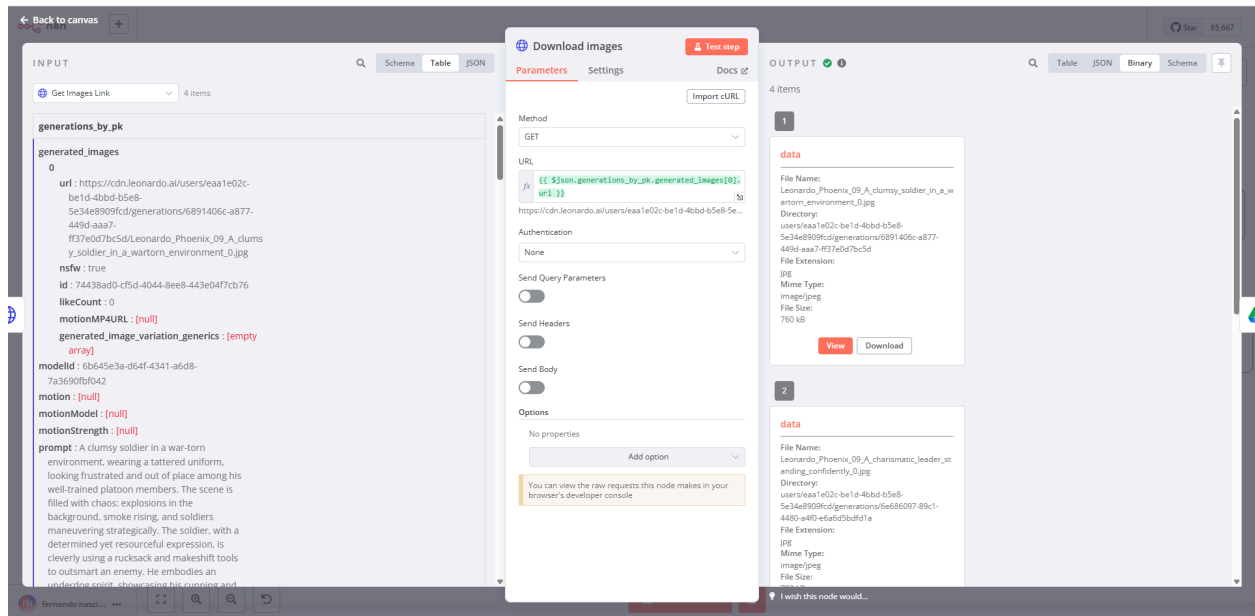 ← Back to canvas
n8n
Star 65,667
INPUT
Schema Table JSON
Get Images Link 4 items
generations_by_pk
generated_images
0
url : https://cdn.leonardo.ai/users/eaa1e02c-
be1d-4bbd-b5e8-
5e34e8909fcd/generations/6891406c-a877-
449d-aaa7-
ff37e0d7bc5d/Leonardo_Phoenix_09_A_clums
y_soldier_in_a_wartorn_environment_0.jpg
nsfw : true
id : 74438ad0-cf5d-4044-8ee8-443e04f7cb76
likeCount : 0
motionMP4URL : [null]
generated_image_variation_generics : [empty
array]
modelId : 6b645e3a-d64f-4341-a6d8-
7a3690fbf042
motion : [null]
motionModel : [null]
motionStrength : [null]
prompt : A clumsy soldier in a war-torn
environment, wearing a tattered uniform,
looking frustrated and out of place among his
well-trained platoon members. The scene is
filled with chaos: explosions in the
background, smoke rising, and soldiers
maneuvering strategically. The soldier, with a
determined yet resourceful expression, is
cleverly using a rucksack and makeshift tools
to outsmart an enemy. He embodies an
underdog spirit, showcasing his cunning and
fernando nasci...
Download images
Test step
Parameters Settings Docs
Import cURL
Method
GET
URL
fx {{ $json.generations_by_pk.generated_images[0].
url }}
https://cdn.leonardo.ai/users/eaa1e02c-be1d-4bbd-b5e8-5e...
Authentication
None
Send Query Parameters
Send Headers
Send Body
Options
No properties
Add option
You can view the raw requests this node makes in your
browser's developer console
OUTPUT
Table JSON Binary Schema
4 items
1
data
File Name:
Leonardo_Phoenix_09_A_clumsy_soldier_in_a_w
artorn_environment_0.jpg
Directory:
users/eaa1e02c-be1d-4bbd-b5e8-
5e34e8909fcd/generations/6891406c-a877-
449d-aaa7-ff37e0d7bc5d
File Extension:
jpg
Mime Type:
image/jpeg
File Size:
760 kB
View Download
2
data
File Name:
Leonardo_Phoenix_09_A_charismatic_leader_st
anding_confidently_0.jpg
Directory:
users/eaa1e02c-be1d-4bbd-b5e8-
5e34e8909fcd/generations/6e686097-89c1-
4480-a4f0-e6a6d5bdfd1a
File Extension:
jpg
Mime Type:
image/jpeg
File Size:
I wish this node would...